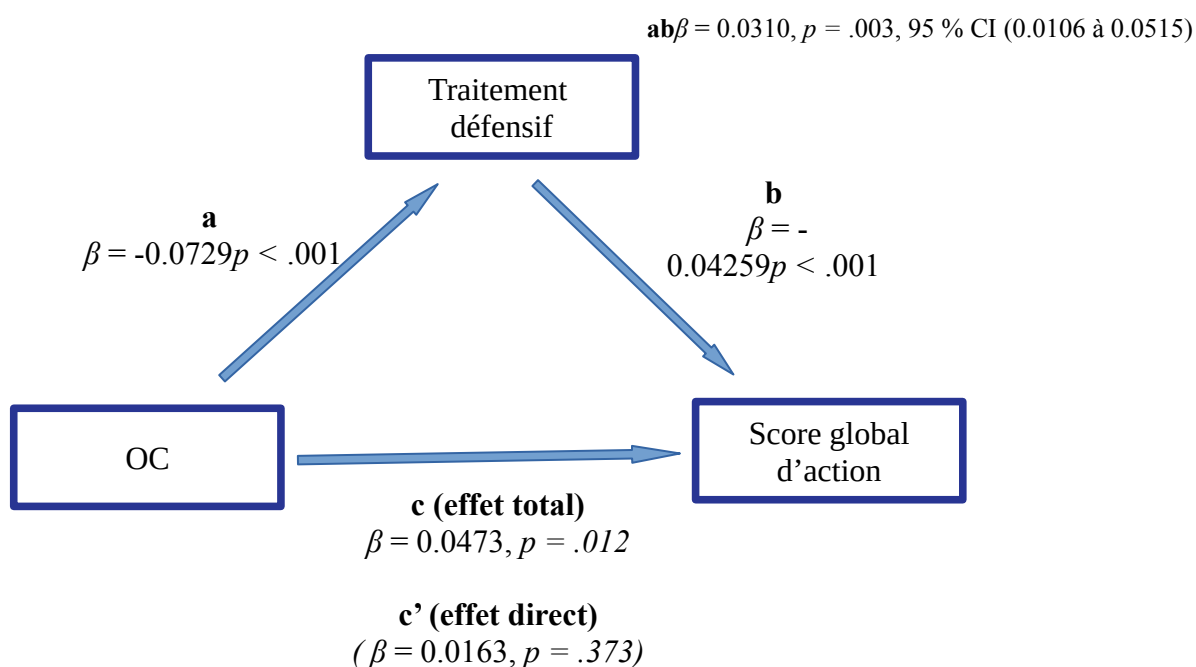 abβ = 0.0310, p = .003, 95 % CI (0.0106 à 0.0515)
Traitement
défensif
a
β = -0.0729p < .001
b
β = -
0.04259p < .001
OC
Score global
d’action
c (effet total)
β = 0.0473, p = .012
c’ (effet direct)
( β = 0.0163, p = .373)